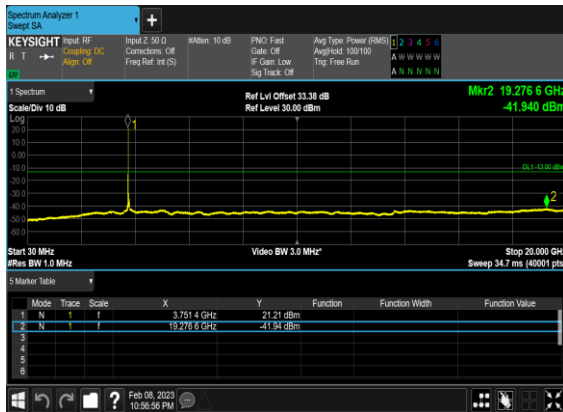 Spectrum Analyzer 1
Swept SA
KEYSIGHT Input: RF Input Z: 50 Ω #Atten: 10 dB PNO: Fast Avg Type: Power (RMS) 1 2 3 4 5 6
R T Coupling: DC Corrections: Off Gate: Off Avg|Hold: 100/100 A W W W W W
Align: Off Freq Ref: Int (S) IF Gain: Low Trig: Free Run
Sig Track: Off A N N N N N
1 Spectrum Ref Lvl Offset 33.38 dB Mkr2 19.276 6 GHz
Scale/Div 10 dB Ref Level 30.00 dBm -41.940 dBm
Log
1
20.0
10.0
0.00
-10.0
DL1 -13.00 dBm
-20.0
-30.0
-40.0
2
-50.0
-60.0
Start 30 MHz Video BW 3.0 MHz* Stop 20.000 GHz
#Res BW 1.0 MHz Sweep 34.7 ms (40001 pts)
5 Marker Table
Mode Trace Scale X Y Function Function Width Function Value
1 N 1 f 3.751 4 GHz 21.21 dBm
2 N 1 f 19.276 6 GHz -41.94 dBm
3
4
5
6
? Feb 08, 2023
10:56:56 PM